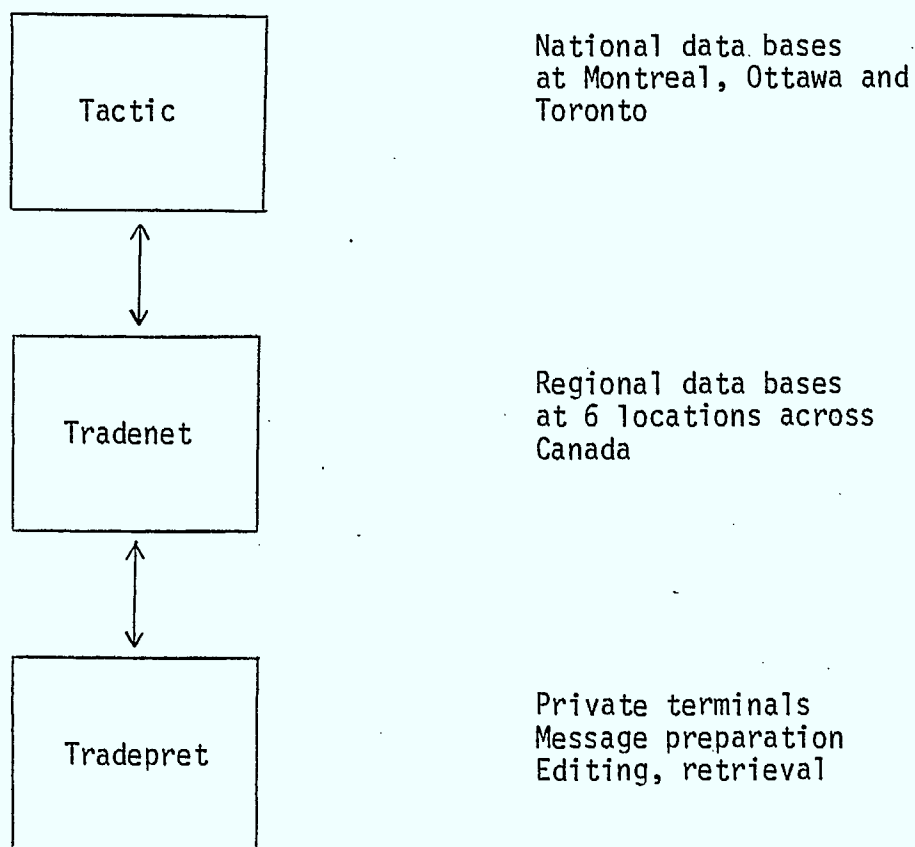 Tactic
National data bases
at Montreal, Ottawa and
Toronto
Tradenet
Regional data bases
at 6 locations across
Canada
Tradepret
Private terminals
Message preparation
Editing, retrieval